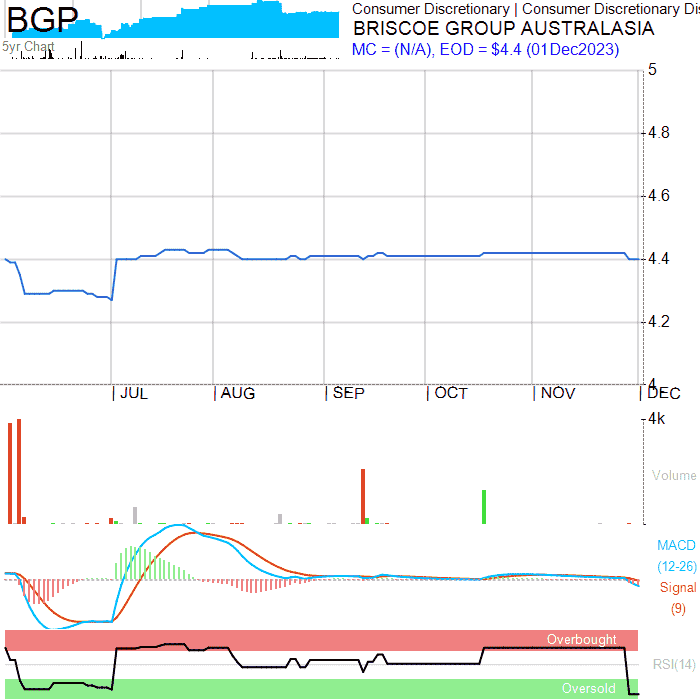 BGP
5yr Chart
Consumer Discretionary | Consumer Discretionary Dis
BRISCOE GROUP AUSTRALASIA
MC = (N/A), EOD = $4.4 (01Dec2023)
5
4.8
4.6
4.4
4.2
4
JUL AUG SEP OCT NOV DEC
4k
Volume
MACD
(12-26)
Signal
(9)
Overbought
RSI(14)
Oversold